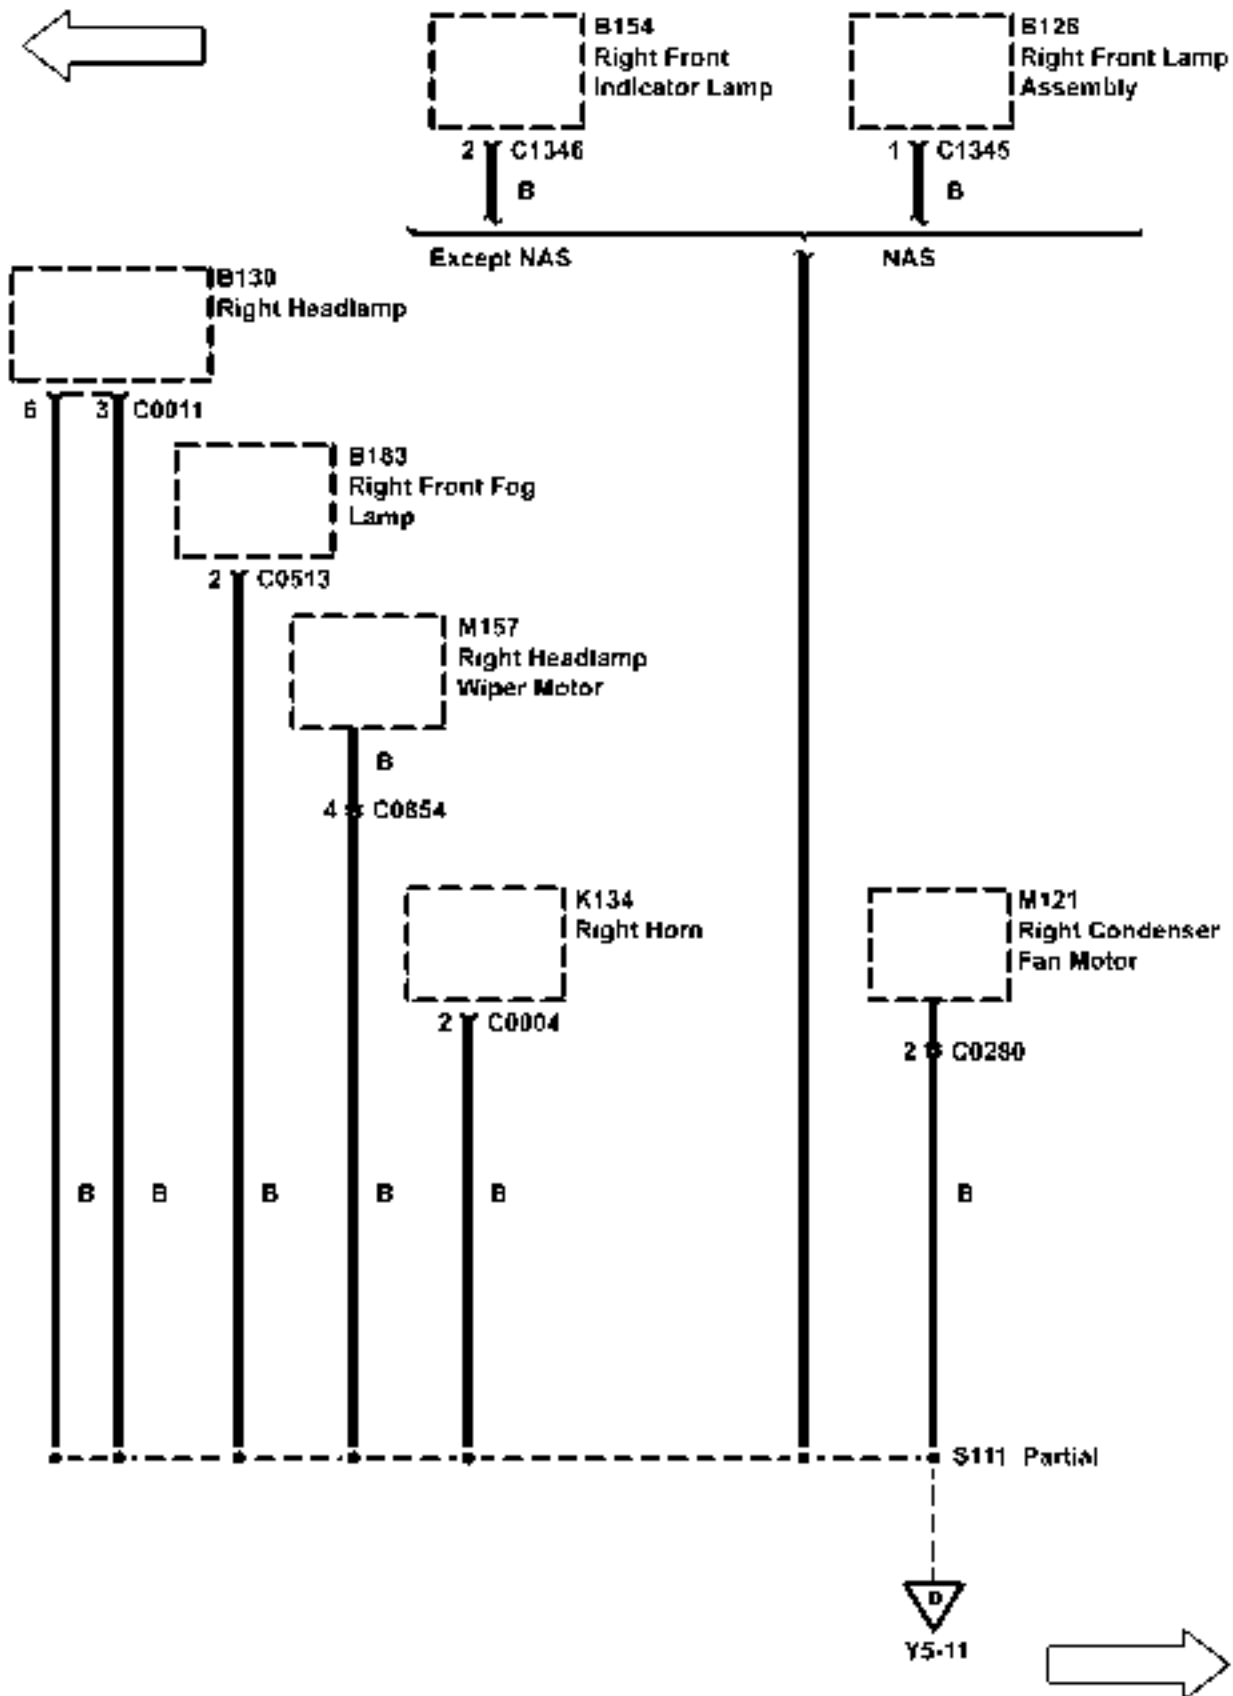 B154
Right Front
Indicator Lamp
B126
Right Front Lamp
Assembly
2 C1346
1 C1345
B
B
Except NAS
NAS
B130
Right Headlamp
6 3 C0011
B183
Right Front Fog
Lamp
2 C0513
M157
Right Headlamp
Wiper Motor
B
4 C0854
K134
Right Horn
M121
Right Condenser
Fan Motor
2 C0004
2 C0280
B B B B B B
S111 Partial
D
Y5-11